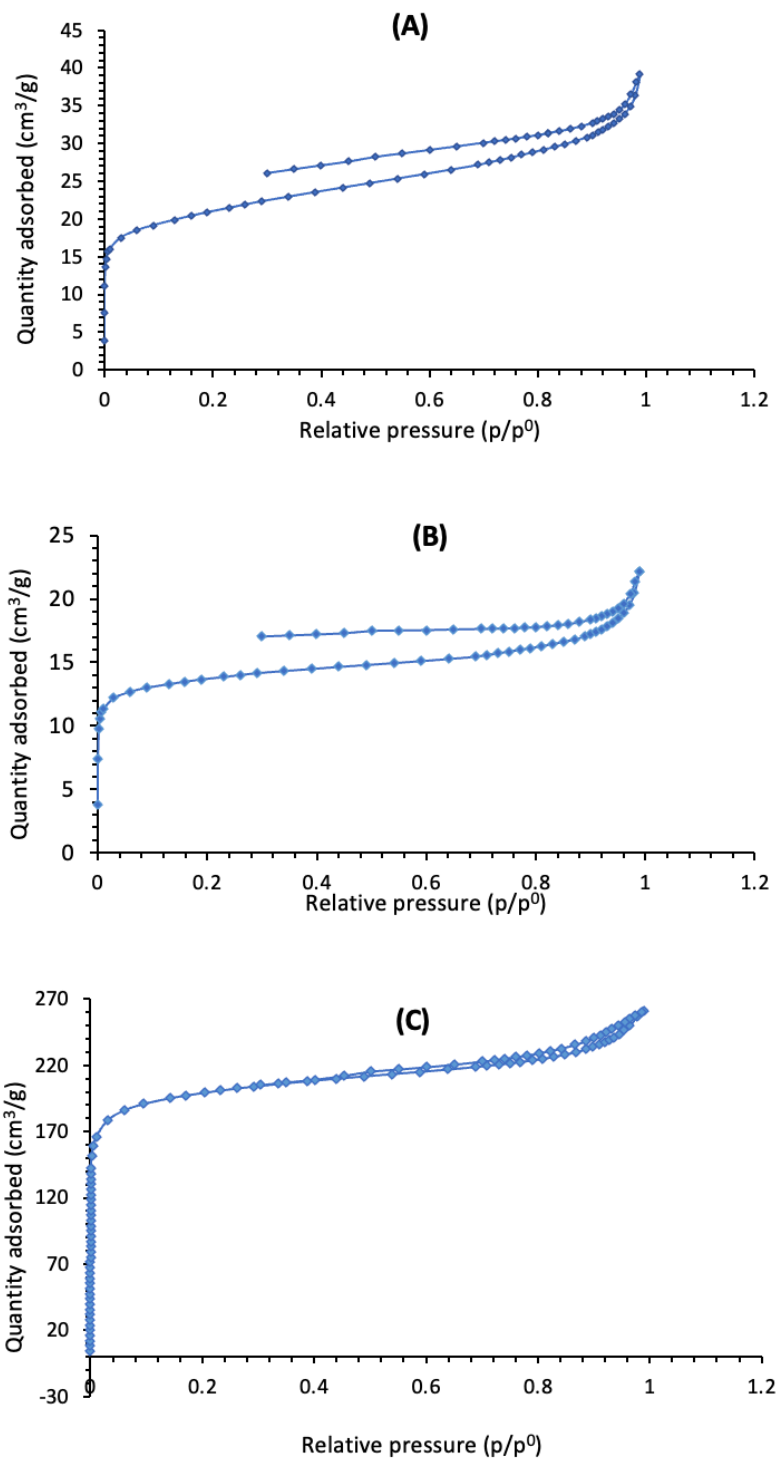 (A)
Quantity adsorbed (cm³/g)
45
40
35
30
25
20
15
10
5
0
0 0.2 0.4 0.6 0.8 1 1.2
Relative pressure (p/p⁰)
(B)
Quantity adsorbed (cm³/g)
25
20
15
10
5
0
0 0.2 0.4 0.6 0.8 1 1.2
Relative pressure (p/p⁰)
(C)
Quantity adsorbed (cm³/g)
270
220
170
120
70
20
-30
0 0.2 0.4 0.6 0.8 1 1.2
Relative pressure (p/p⁰)